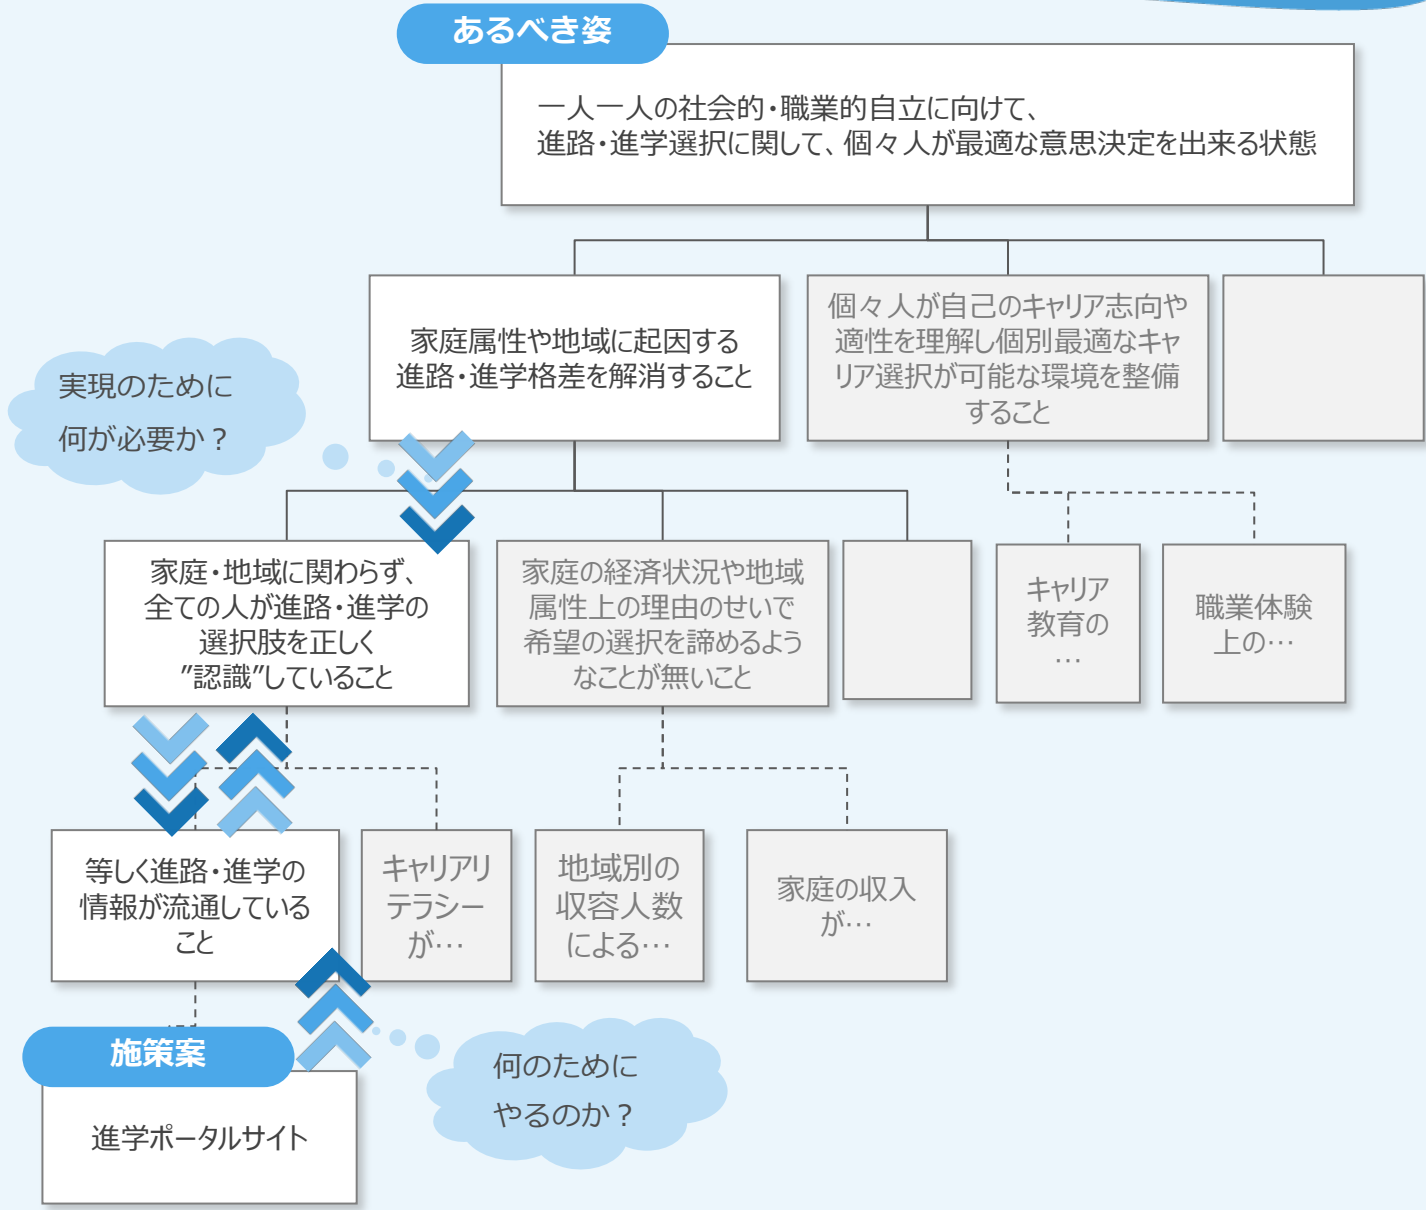 あるべき姿
一人一人の社会的・職業的自立に向けて、
進路・進学選択に関して、個々人が最適な意思決定を出来る状態
家庭属性や地域に起因する
進路・進学格差を解消すること
個々人が自己のキャリア志向や
適性を理解し個別最適なキャ
リア選択が可能な環境を整備
すること
実現のために
何が必要か？
家庭・地域に関わらず、
全ての人が進路・進学の
選択肢を正しく
”認識”していること
家庭の経済状況や地域
属性上の理由のせいで
希望の選択を諦めるよう
なことが無いこと
キャリア
教育の
…
職業体験
上の…
等しく進路・進学の
情報が流通している
こと
キャリアリ
テラシー
が…
地域別の
収容人数
による…
家庭の収入
が…
施策案
進学ポータルサイト
何のために
やるのか？